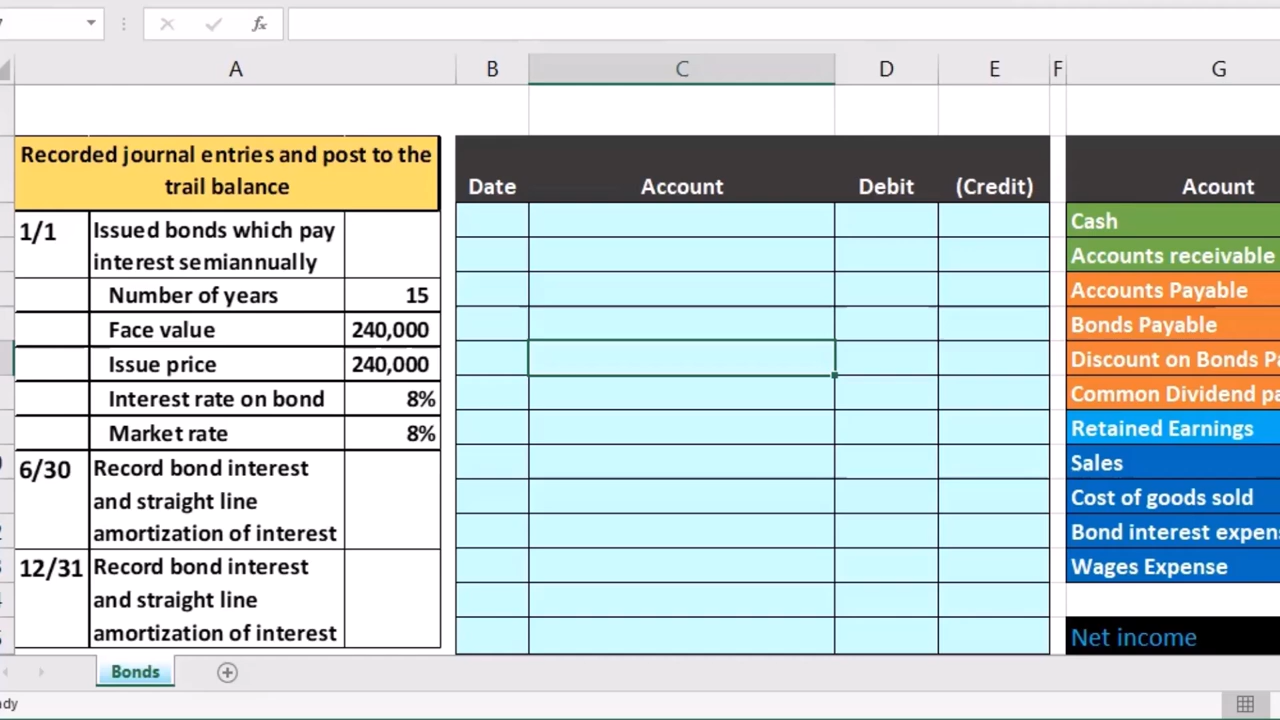 A B C D E F G
Recorded journal entries and post to the
trail balance
1/1 Issued bonds which pay
interest semiannually
Number of years 15
Face value 240,000
Issue price 240,000
Interest rate on bond 8%
Market rate 8%
6/30 Record bond interest
and straight line
amortization of interest
12/31 Record bond interest
and straight line
amortization of interest
Date Account Debit (Credit)
Acount
Cash
Accounts receivable
Accounts Payable
Bonds Payable
Discount on Bonds Pa
Common Dividend pa
Retained Earnings
Sales
Cost of goods sold
Bond interest expen
Wages Expense
Net income
Bonds